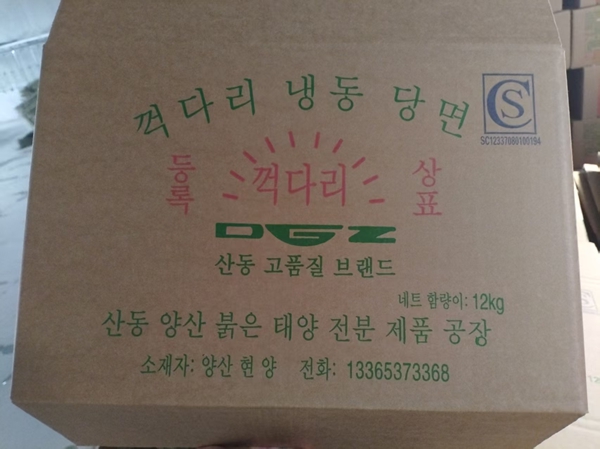 꺽다리 냉동 당면
CS
SC12337080100194
등록
꺽다리
상표
DGZ
산동 고품질 브랜드
네트 함량이: 12kg
산동 양산 붉은 태양 전분 제품 공장
소재자: 양산 현 양 전화: 13365373368